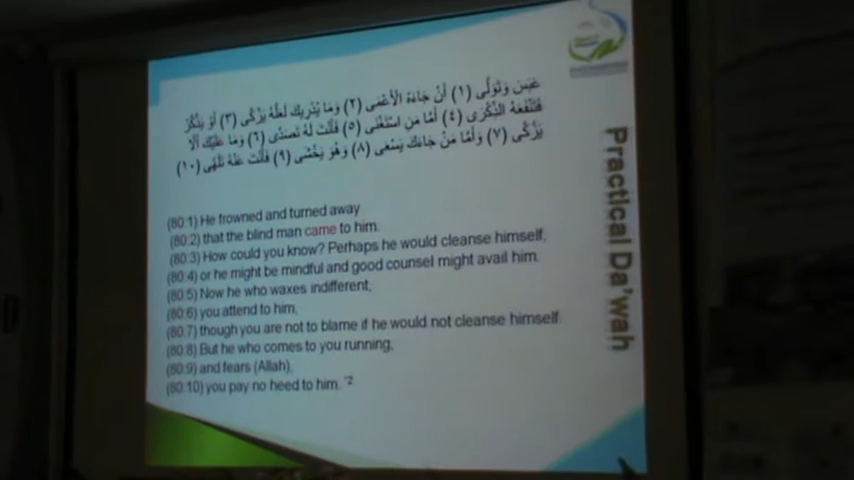 عَبَسَ وَتَوَلَّى (١) أَنْ جَاءَهُ الْأَعْمَى (٢) وَمَا يُدْرِيكَ لَعَلَّهُ يَزَّكَّى (٣) أَوْ يَذَّكَّرُ
فَتَنْفَعَهُ الذِّكْرَى (٤) أَمَّا مَنِ اسْتَغْنَى (٥) فَأَنْتَ لَهُ تَصَدَّى (٦) وَمَا عَلَيْكَ أَلَّا
يَزَّكَّى (٧) وَأَمَّا مَنْ جَاءَكَ يَسْعَى (٨) وَهُوَ يَخْشَى (٩) فَأَنْتَ عَنْهُ تَلَهَّى (١٠)
(80:1) He frowned and turned away
(80:2) that the blind man came to him.
(80:3) How could you know? Perhaps he would cleanse himself,
(80:4) or he might be mindful and good counsel might avail him.
(80:5) Now he who waxes indifferent,
(80:6) you attend to him,
(80:7) though you are not to blame if he would not cleanse himself.
(80:8) But he who comes to you running,
(80:9) and fears (Allah),
(80:10) you pay no heed to him. *2
Practical Da'wah